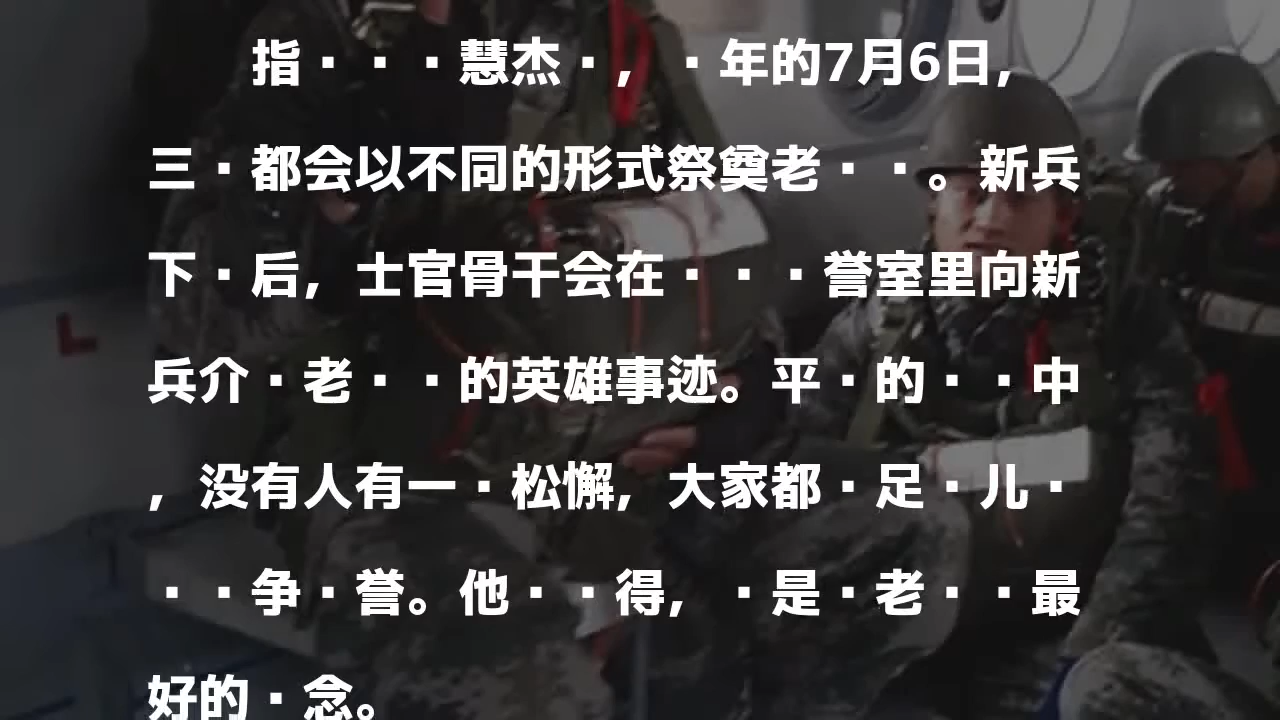 指···慧杰·，·年的7月6日，
三·都会以不同的形式祭奠老··。新兵
下·后，士官骨干会在···誉室里向新
兵介·老··的英雄事迹。平·的··中
，没有人有一·松懈，大家都·足·儿·
··争·誉。他··得，·是·老··最
好的·念。